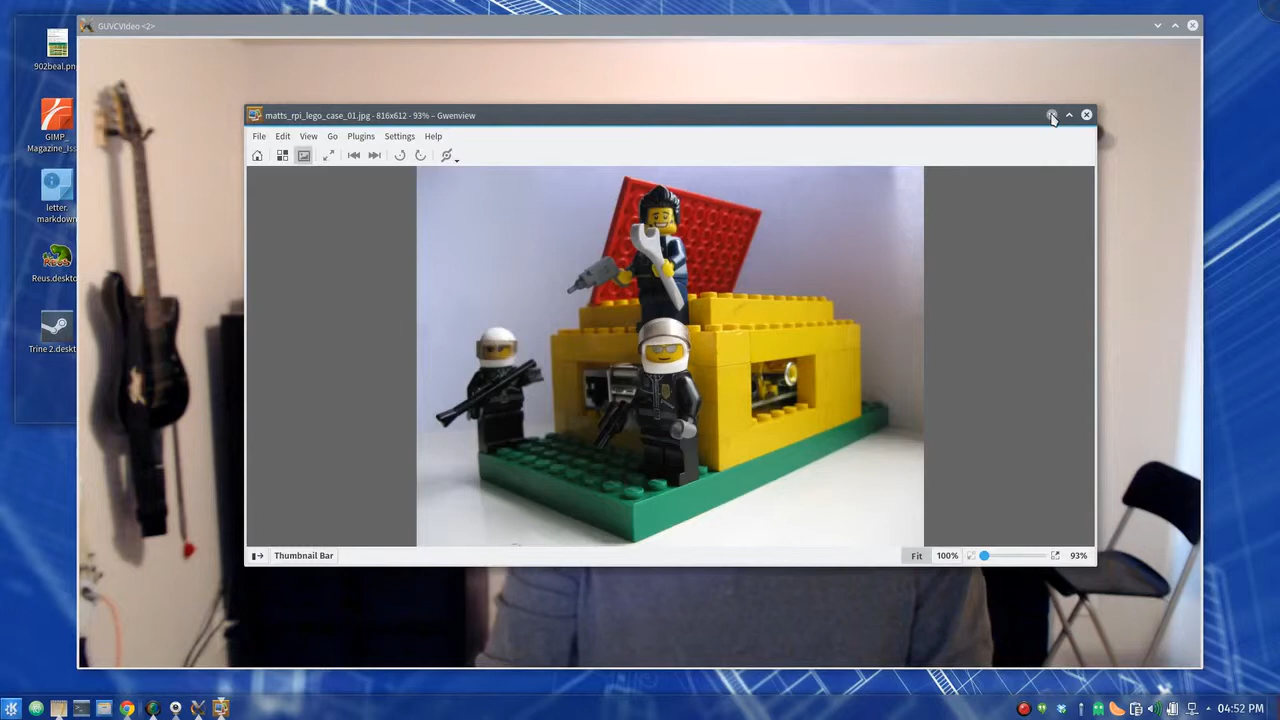 GUVCVideo <2>
902beal.png
GIMP_
Magazine_Iss
letter.
markdown
Reus.deskto
Trine 2.deskt
matts_rpi_lego_case_01.jpg - 816x612 - 93% – Gwenview
File Edit View Go Plugins Settings Help
Thumbnail Bar
Fit 100% 93%
04:52 PM